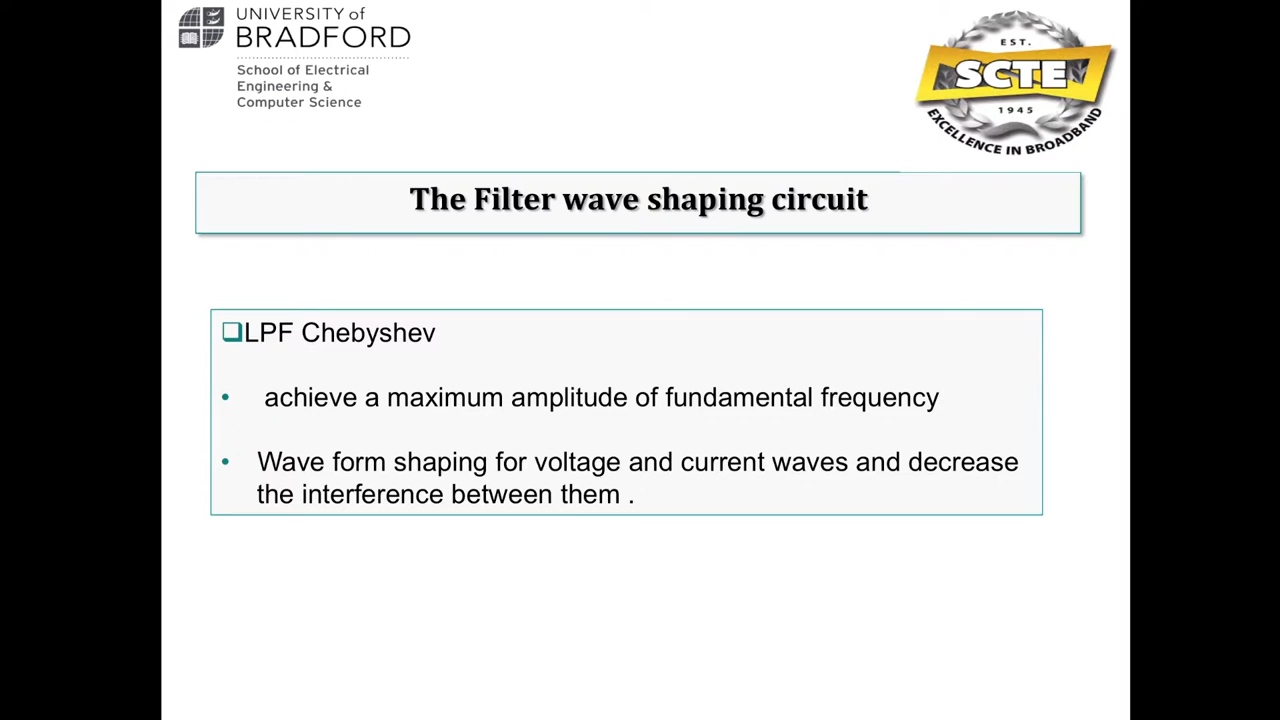 UNIVERSITY of
BRADFORD
School of Electrical
Engineering &
Computer Science
EST.
SCTE
1945
EXCELLENCE IN BROADBAND
The Filter wave shaping circuit
❑LPF Chebyshev
• achieve a maximum amplitude of fundamental frequency
• Wave form shaping for voltage and current waves and decrease
the interference between them .